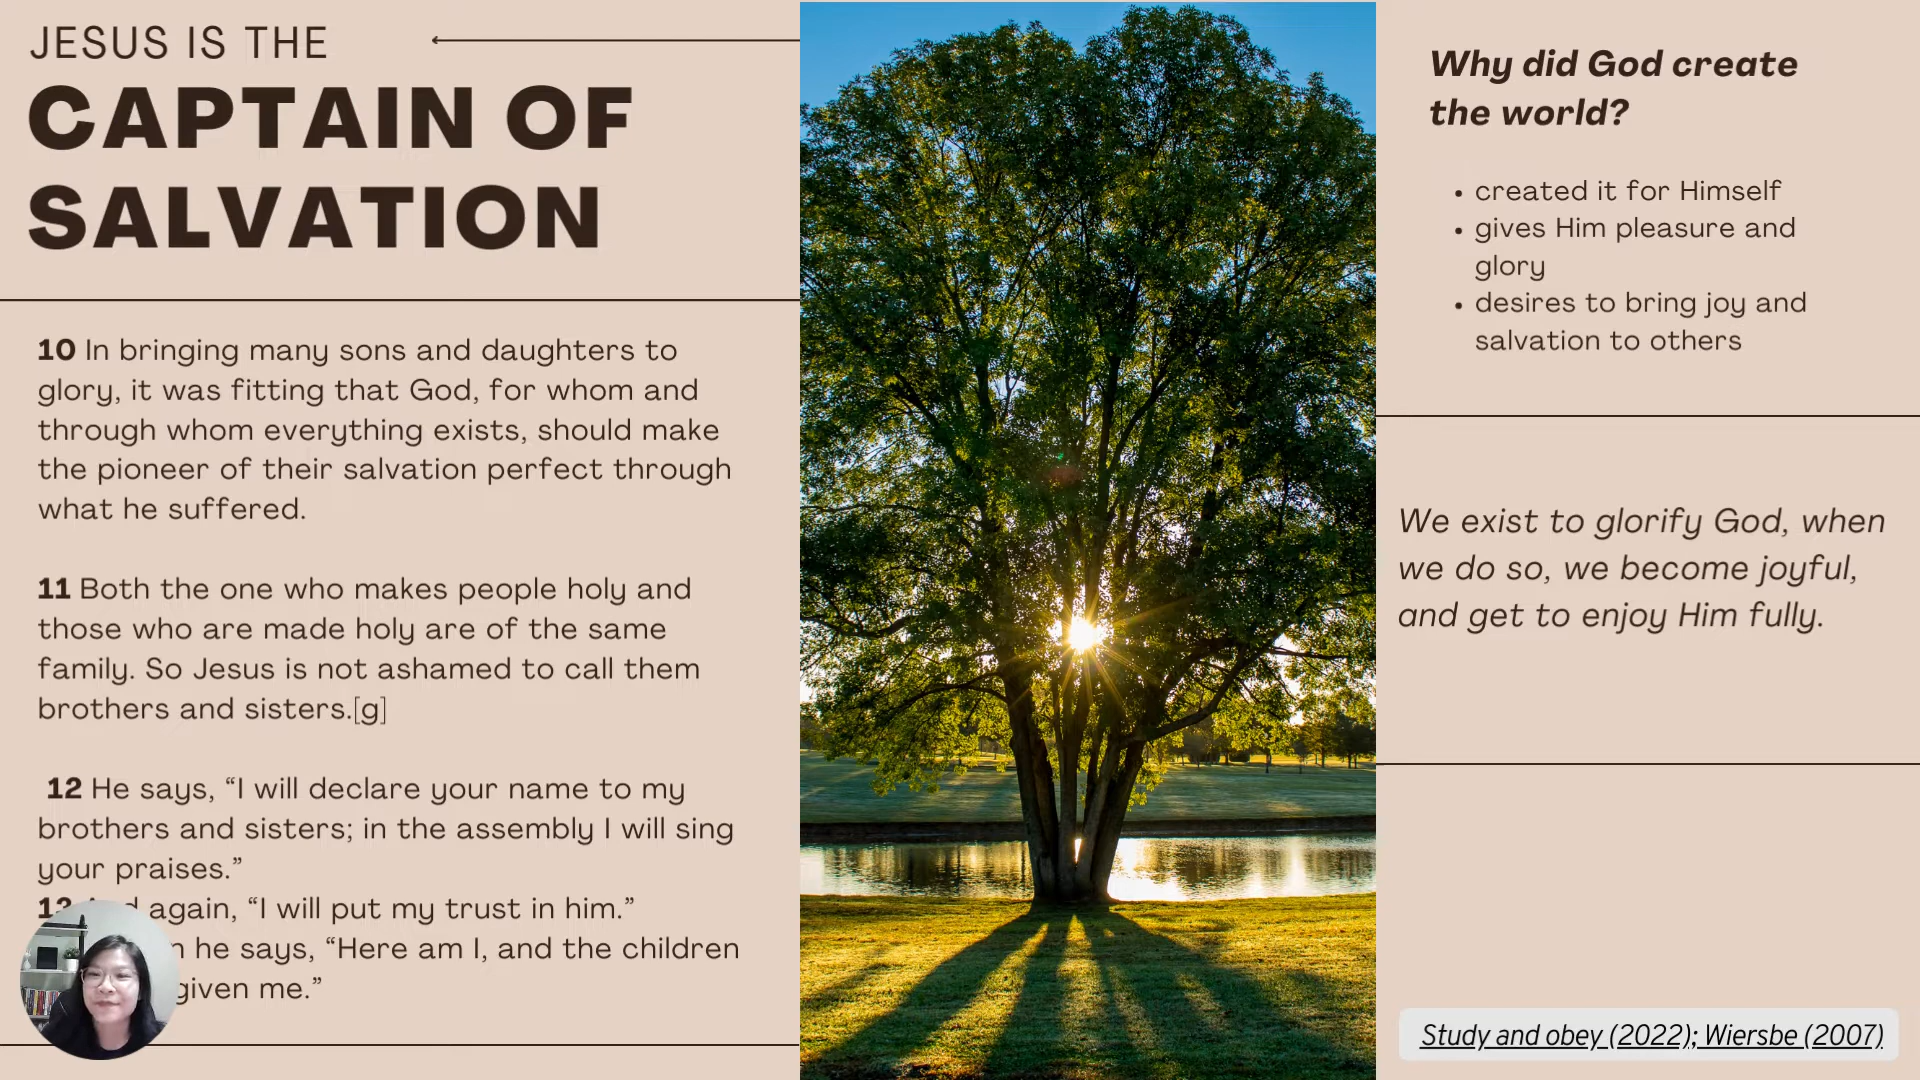 JESUS IS THE
CAPTAIN OF
SALVATION
10 In bringing many sons and daughters to
glory, it was fitting that God, for whom and
through whom everything exists, should make
the pioneer of their salvation perfect through
what he suffered.
11 Both the one who makes people holy and
those who are made holy are of the same
family. So Jesus is not ashamed to call them
brothers and sisters.[g]
12 He says, “I will declare your name to my
brothers and sisters; in the assembly I will sing
your praises.”
again, “I will put my trust in him.”
he says, “Here am I, and the children
given me.”
Why did God create
the world?
• created it for Himself
• gives Him pleasure and
glory
• desires to bring joy and
salvation to others
We exist to glorify God, when
we do so, we become joyful,
and get to enjoy Him fully.
Study and obey (2022); Wiersbe (2007)